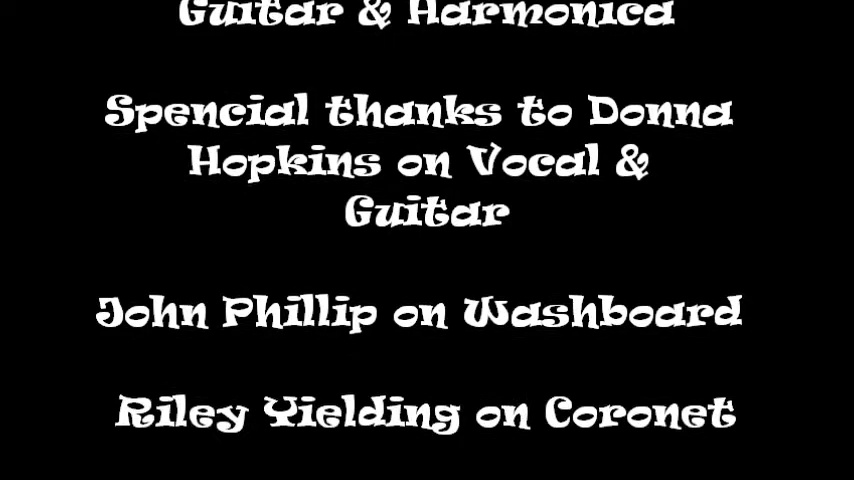 Guitar & Harmonica
Spencial thanks to Donna
Hopkins on Vocal &
Guitar
John Phillip on Washboard
Riley Yielding on Coronet